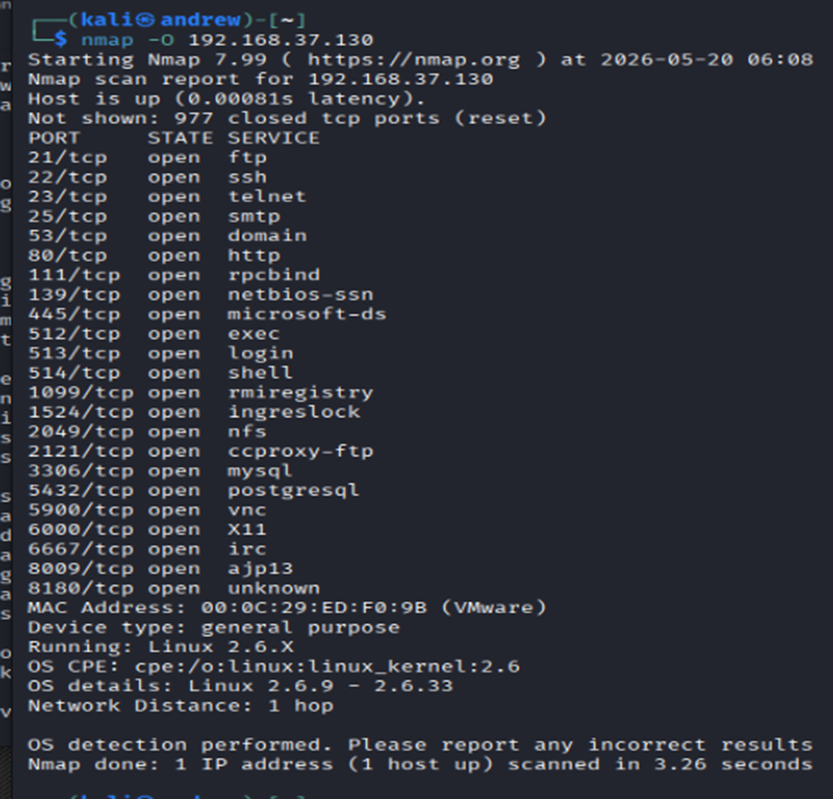 (kali㉿andrew)-[~]
$ nmap -O 192.168.37.130
Starting Nmap 7.99 ( https://nmap.org ) at 2026-05-20 06:08
Nmap scan report for 192.168.37.130
Host is up (0.00081s latency).
Not shown: 977 closed tcp ports (reset)
PORT     STATE SERVICE
21/tcp   open  ftp
22/tcp   open  ssh
23/tcp   open  telnet
25/tcp   open  smtp
53/tcp   open  domain
80/tcp   open  http
111/tcp  open  rpcbind
139/tcp  open  netbios-ssn
445/tcp  open  microsoft-ds
512/tcp  open  exec
513/tcp  open  login
514/tcp  open  shell
1099/tcp open  rmiregistry
1524/tcp open  ingreslock
2049/tcp open  nfs
2121/tcp open  ccproxy-ftp
3306/tcp open  mysql
5432/tcp open  postgresql
5900/tcp open  vnc
6000/tcp open  X11
6667/tcp open  irc
8009/tcp open  ajp13
8180/tcp open  unknown
MAC Address: 00:0C:29:ED:F0:9B (VMware)
Device type: general purpose
Running: Linux 2.6.X
OS CPE: cpe:/o:linux:linux_kernel:2.6
OS details: Linux 2.6.9 - 2.6.33
Network Distance: 1 hop
OS detection performed. Please report any incorrect results
Nmap done: 1 IP address (1 host up) scanned in 3.26 seconds